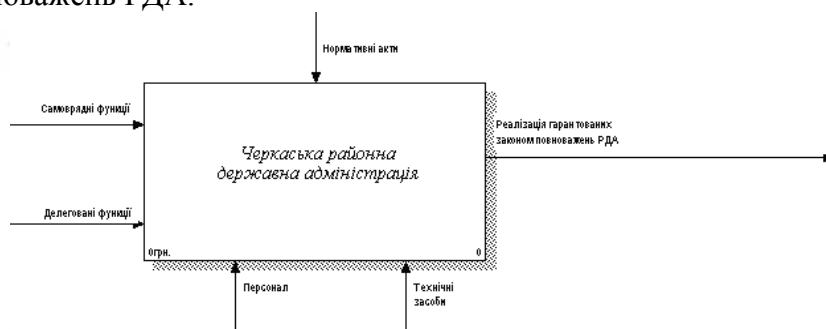 новажень РДА.
Нормативні акти
Самоврядні функції
Реалізація гарантованих
законом повноважень РДА
Черкаська районна
державна адміністрація
Делеговані функції
0грн.
0
Персонал
Технічні
засоби